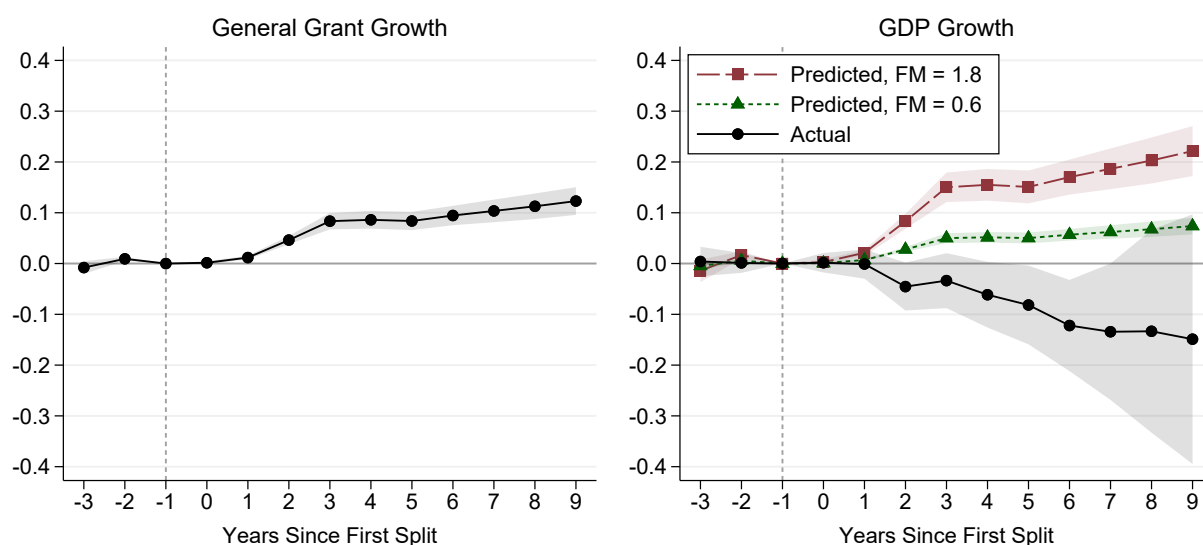 General Grant Growth
0.4
0.3
0.2
0.1
0.0
-0.1
-0.2
-0.3
-0.4
-3 -2 -1 0 1 2 3 4 5 6 7 8 9
Years Since First Split
GDP Growth
Predicted, FM = 1.8
Predicted, FM = 0.6
Actual
0.4
0.3
0.2
0.1
0.0
-0.1
-0.2
-0.3
-0.4
-3 -2 -1 0 1 2 3 4 5 6 7 8 9
Years Since First Split